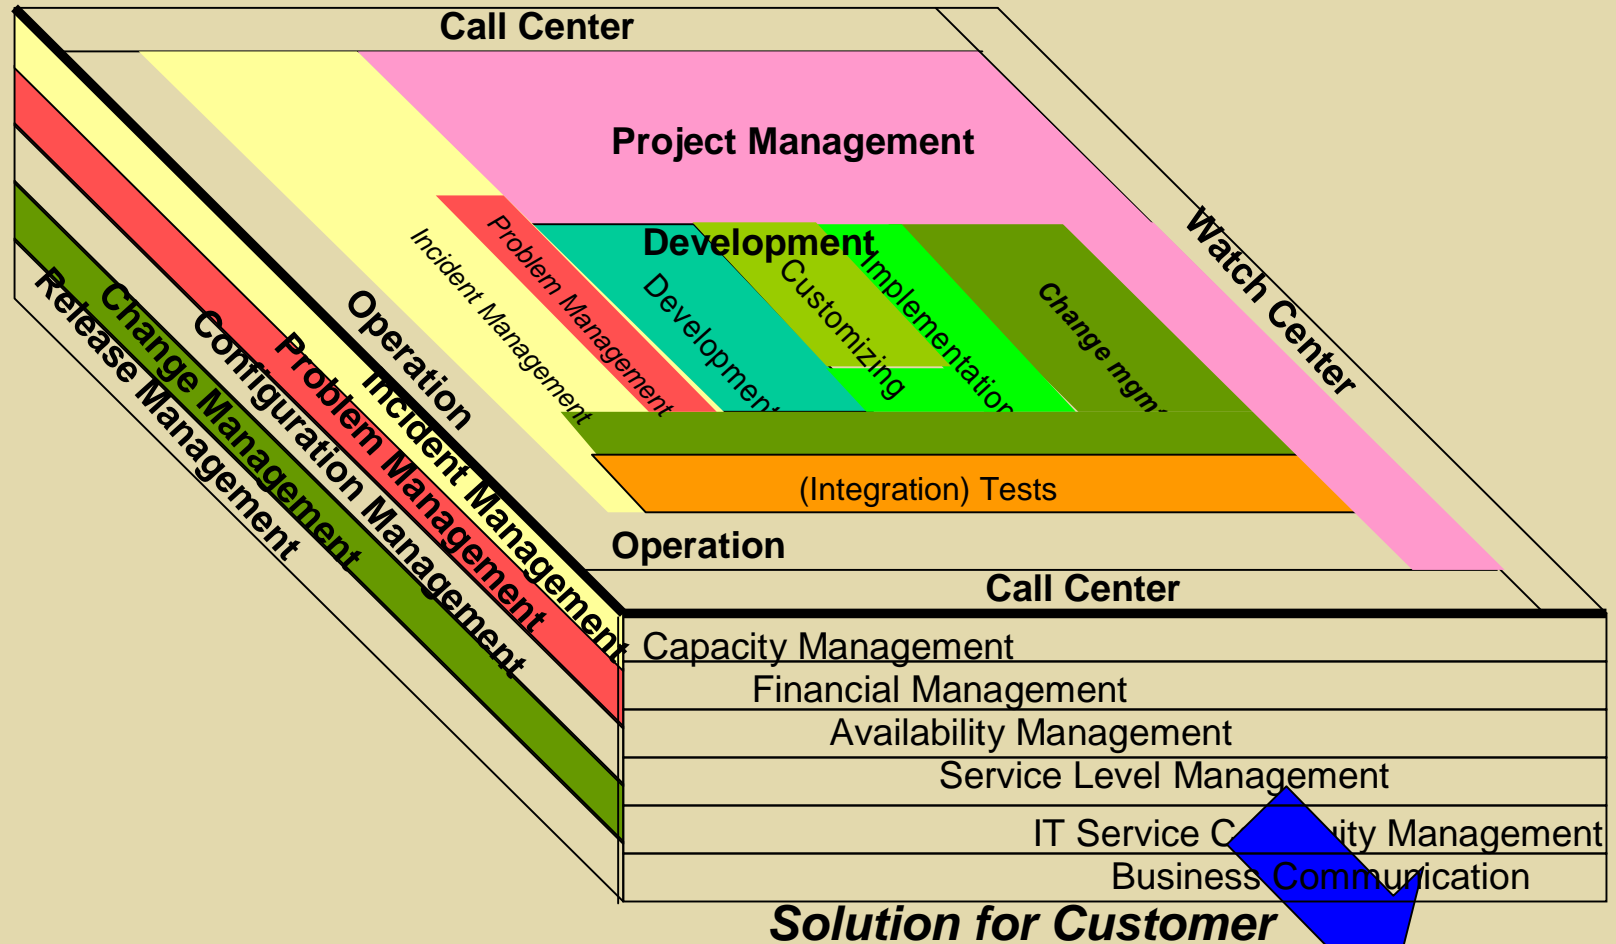 Call Center
Project Management
Watch Center
Development
Problem Management
Incident Management
Development
Customizing
Implementation
Change mgmt
Operation
(Integration) Tests
Operation
Call Center
Incident Management
Problem Management
Configuration Management
Change Management
Release Management
Capacity Management
Financial Management
Availability Management
Service Level Management
IT Service Management
Business Communication
Solution for Customer